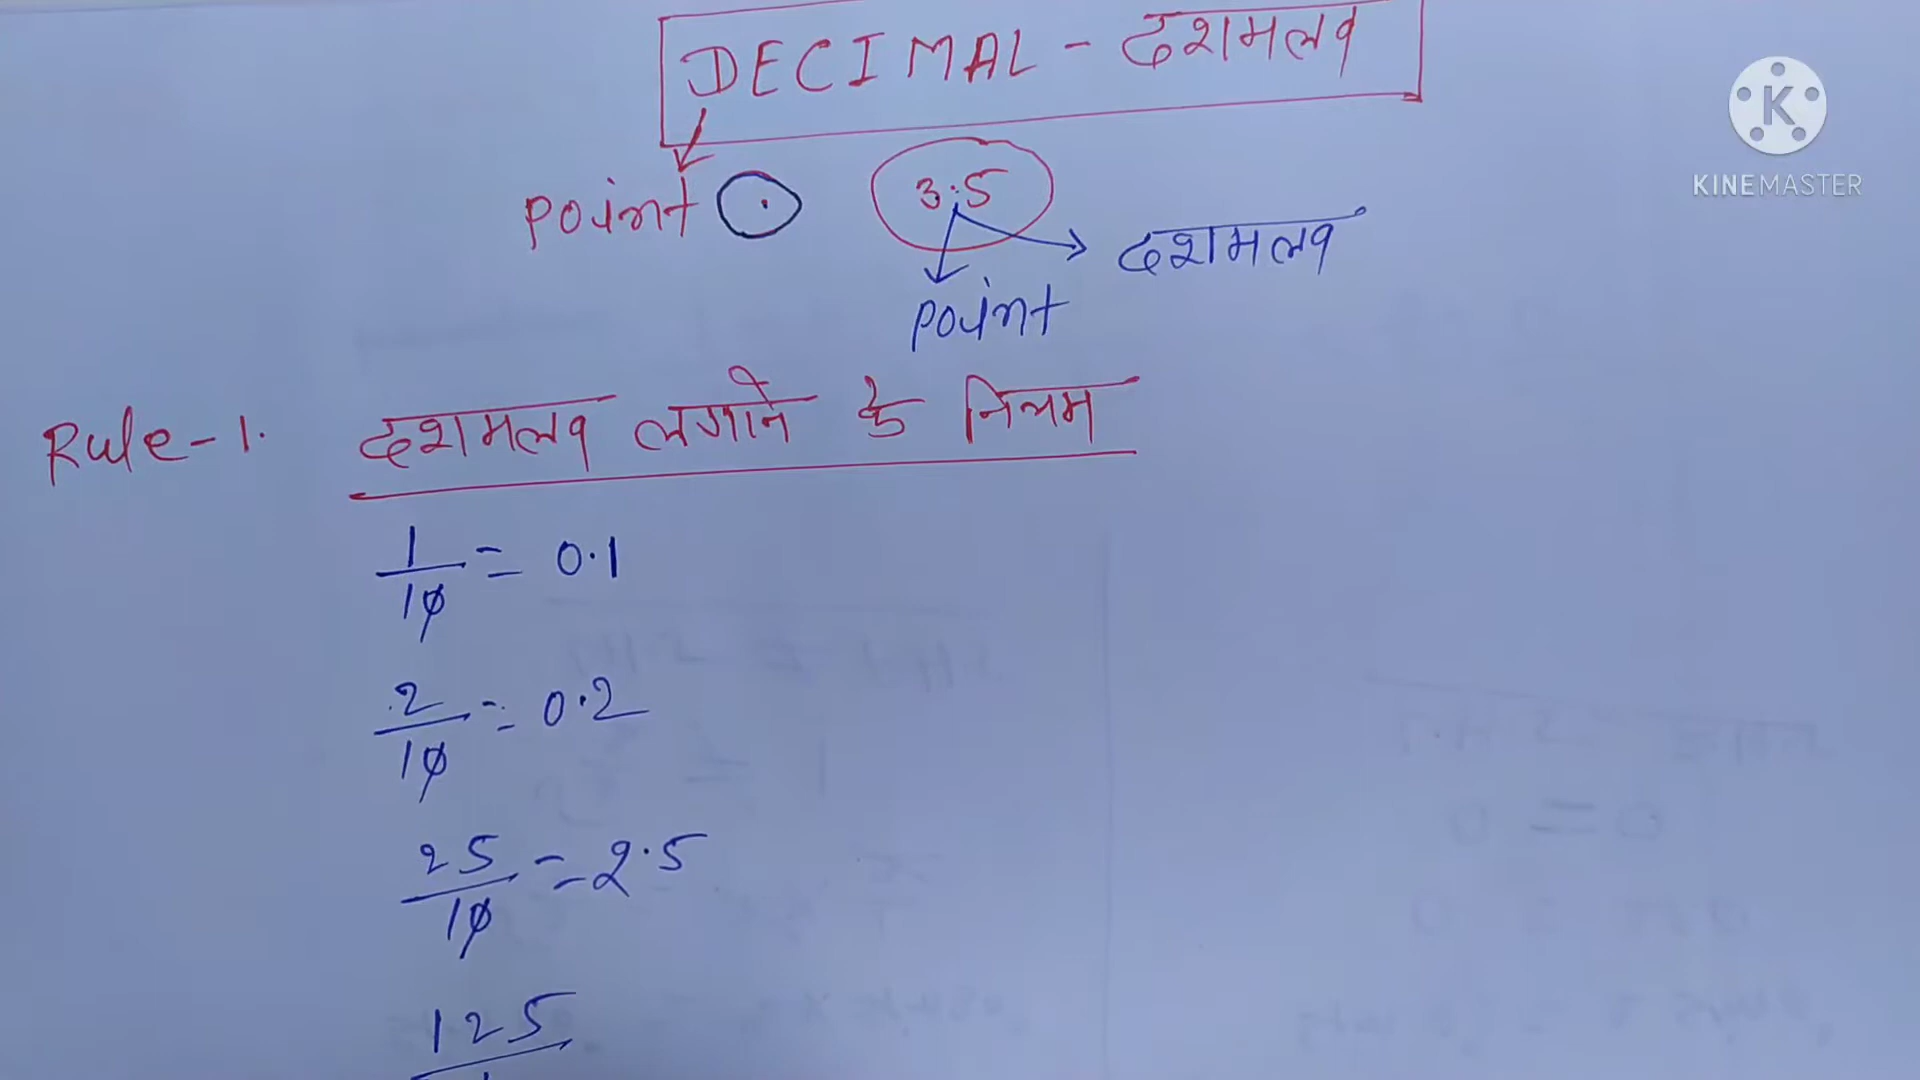 DECIMAL - दशमलव
K
KINEMASTER
point .
3.5
दशमलव
point
Rule-1. दशमलव लगाने के नियम
1/10 = 0.1
2/10 = 0.2
25/10 = 2.5
125